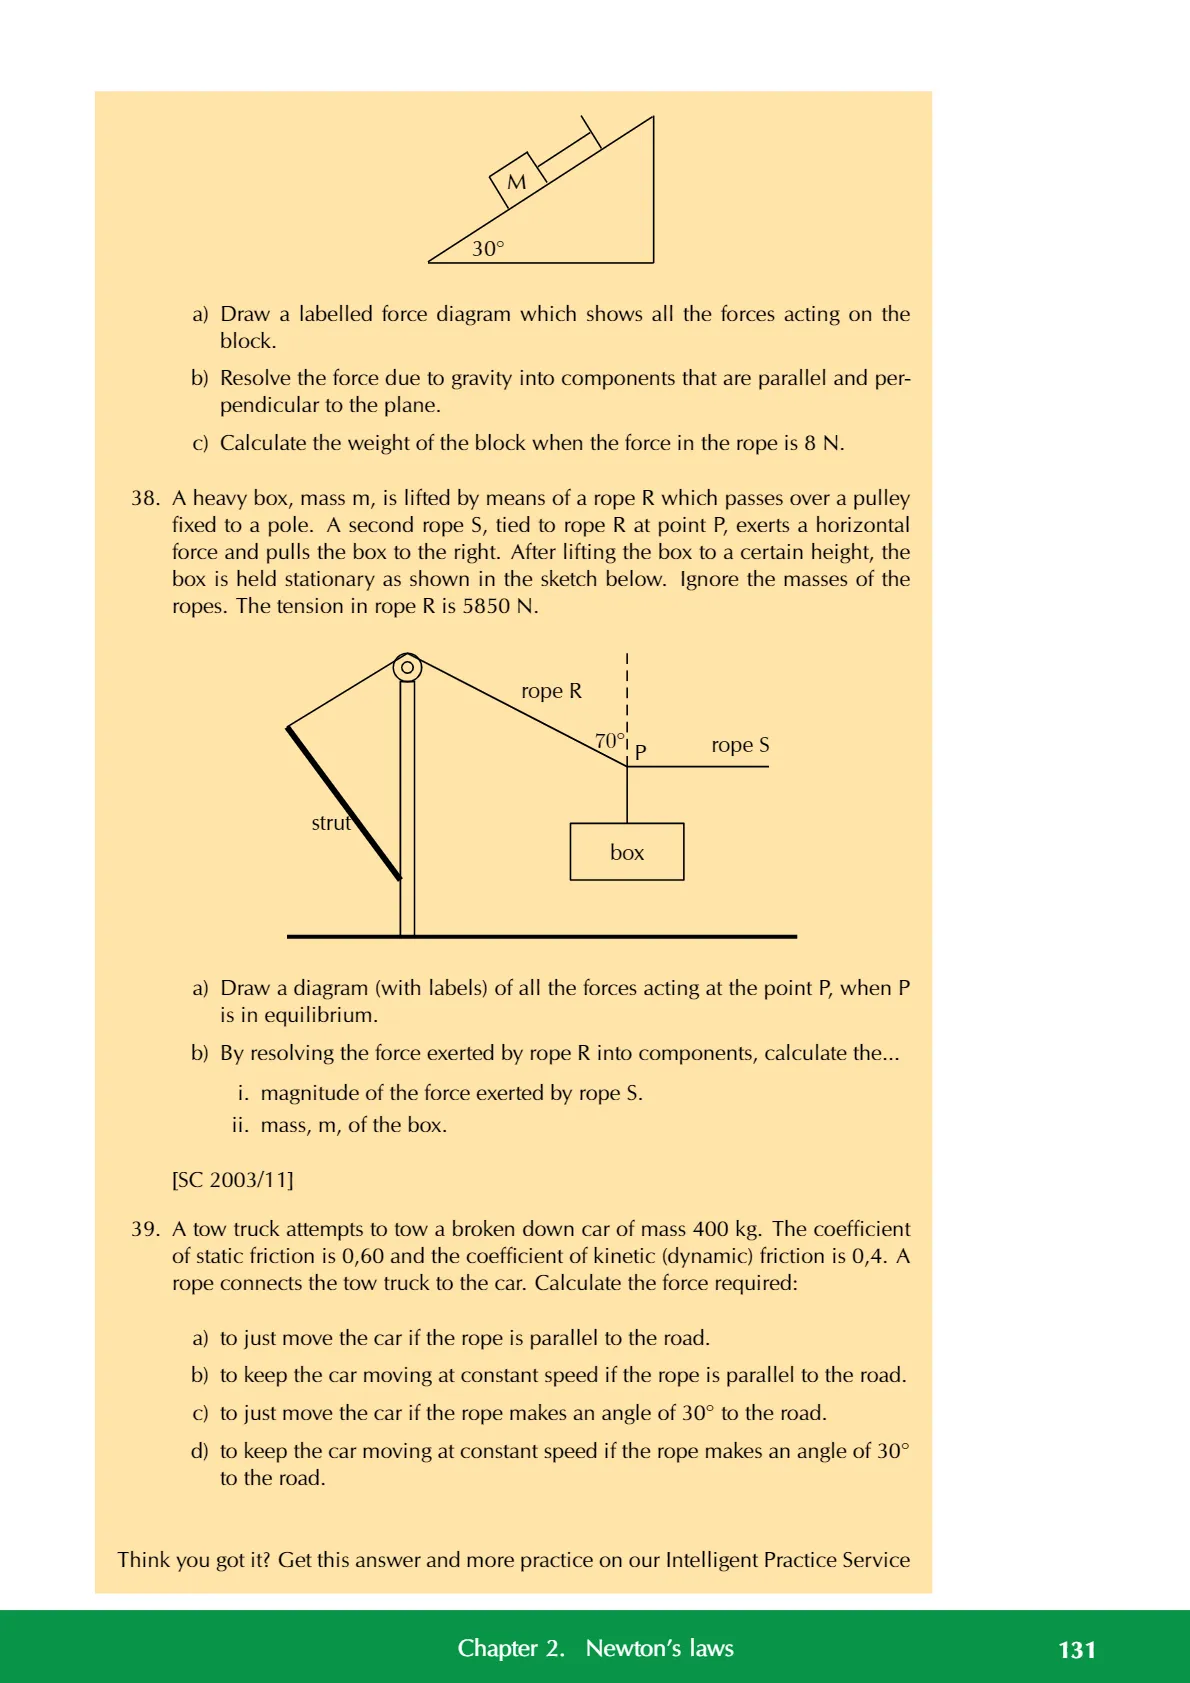 M
30°
a) Draw a labelled force diagram which shows all the forces acting on the
block.
b) Resolve the force due to gravity into components that are parallel and per-
pendicular to the plane.
c) Calculate the weight of the block when the force in the rope is 8 N.
38. A heavy box, mass m, is lifted by means of a rope R which passes over a pulley
fixed to a pole. A second rope S, tied to rope R at point P, exerts a horizontal
force and pulls the box to the right. After lifting the box to a certain height, the
box is held stationary as shown in the sketch below. Ignore the masses of the
ropes. The tension in rope R is 5850 N.
rope R
70°
P
rope S
strut
box
a) Draw a diagram (with labels) of all the forces acting at the point P, when P
is in equilibrium.
b) By resolving the force exerted by rope R into components, calculate the...
i. magnitude of the force exerted by rope S.
ii. mass, m, of the box.
[SC 2003/11]
39. A tow truck attempts to tow a broken down car of mass 400 kg. The coefficient
of static friction is 0,60 and the coefficient of kinetic (dynamic) friction is 0,4. A
rope connects the tow truck to the car. Calculate the force required:
a) to just move the car if the rope is parallel to the road.
b) to keep the car moving at constant speed if the rope is parallel to the road.
c) to just move the car if the rope makes an angle of 30° to the road.
d) to keep the car moving at constant speed if the rope makes an angle of 30°
to the road.
Think you got it? Get this answer and more practice on our Intelligent Practice Service
Chapter 2. Newton's laws 131